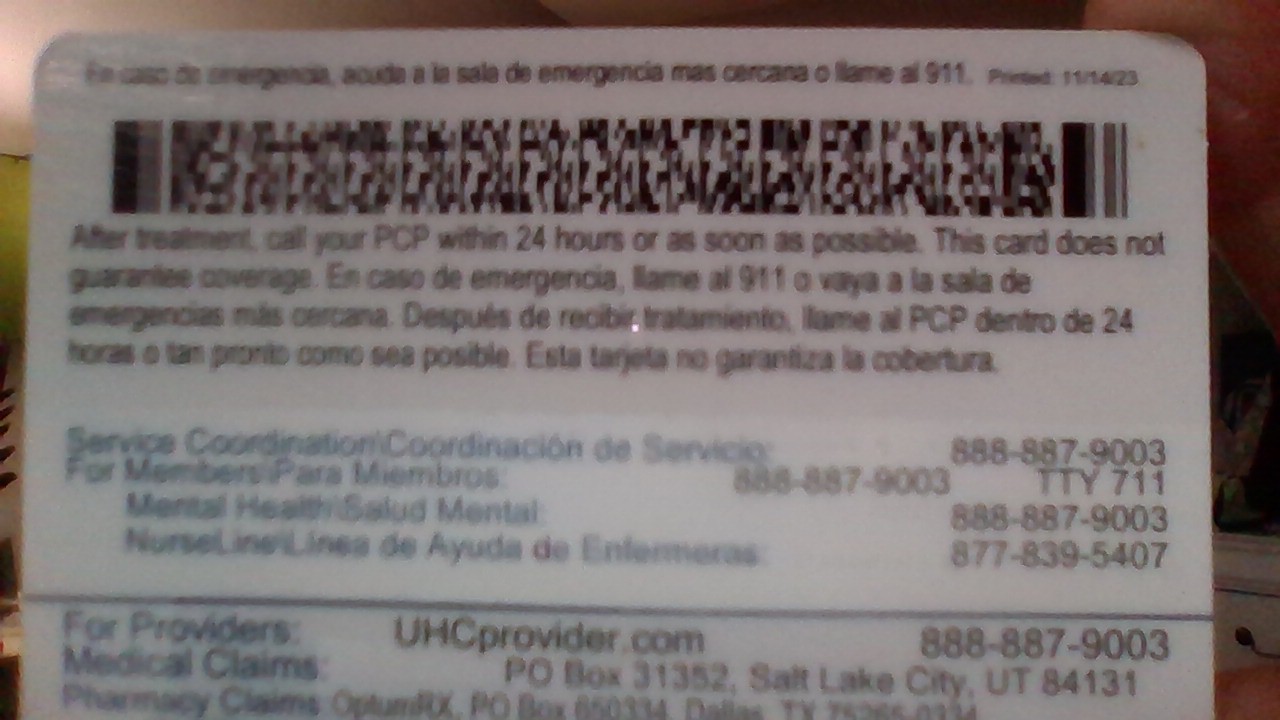 En caso de emergencia, acuda a la sala de emergencia mas cercana o llame al 911. Printed: 11/14/23
After treatment, call your PCP within 24 hours or as soon as possible. This card does not
guarantee coverage. En caso de emergencia, llame al 911 o vaya a la sala de
emergencias más cercana. Después de recibir tratamiento, llame al PCP dentro de 24
horas o tan pronto como sea posible. Esta tarjeta no garantiza la cobertura.
Service Coordination\Coordinación de Servicio: 888-887-9003
For Members\Para Miembros: 888-887-9003 TTY 711
Mental Health\Salud Mental: 888-887-9003
NurseLine\Línea de Ayuda de Enfermeras: 877-839-5407
For Providers: UHCprovider.com 888-887-9003
Medical Claims: PO Box 31352, Salt Lake City, UT 84131
Pharmacy Claims OptumRX, PO Box 650334, Dallas, TX 75265-0334